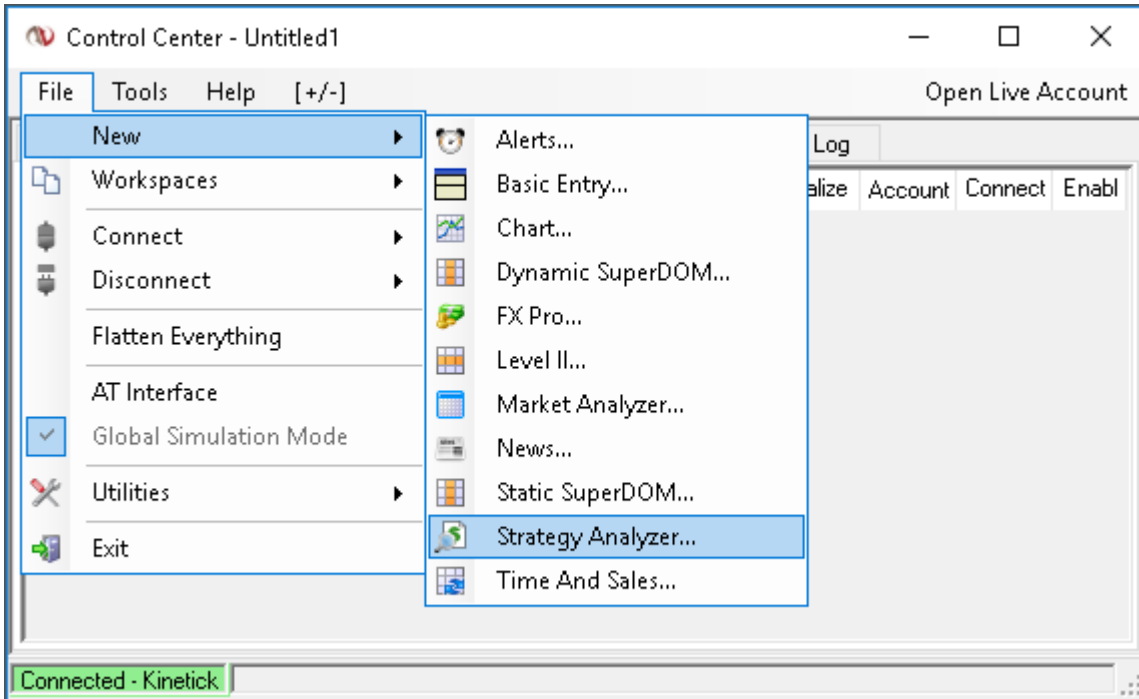 Control Center - Untitled1
File Tools Help [+/-] Open Live Account
New
Workspaces
Connect
Disconnect
Flatten Everything
AT Interface
Global Simulation Mode
Utilities
Exit
Alerts...
Basic Entry...
Chart...
Dynamic SuperDOM...
FX Pro...
Level II...
Market Analyzer...
News...
Static SuperDOM...
Strategy Analyzer...
Time And Sales...
Log
alize Account Connect Enabl
Connected - Kinetick